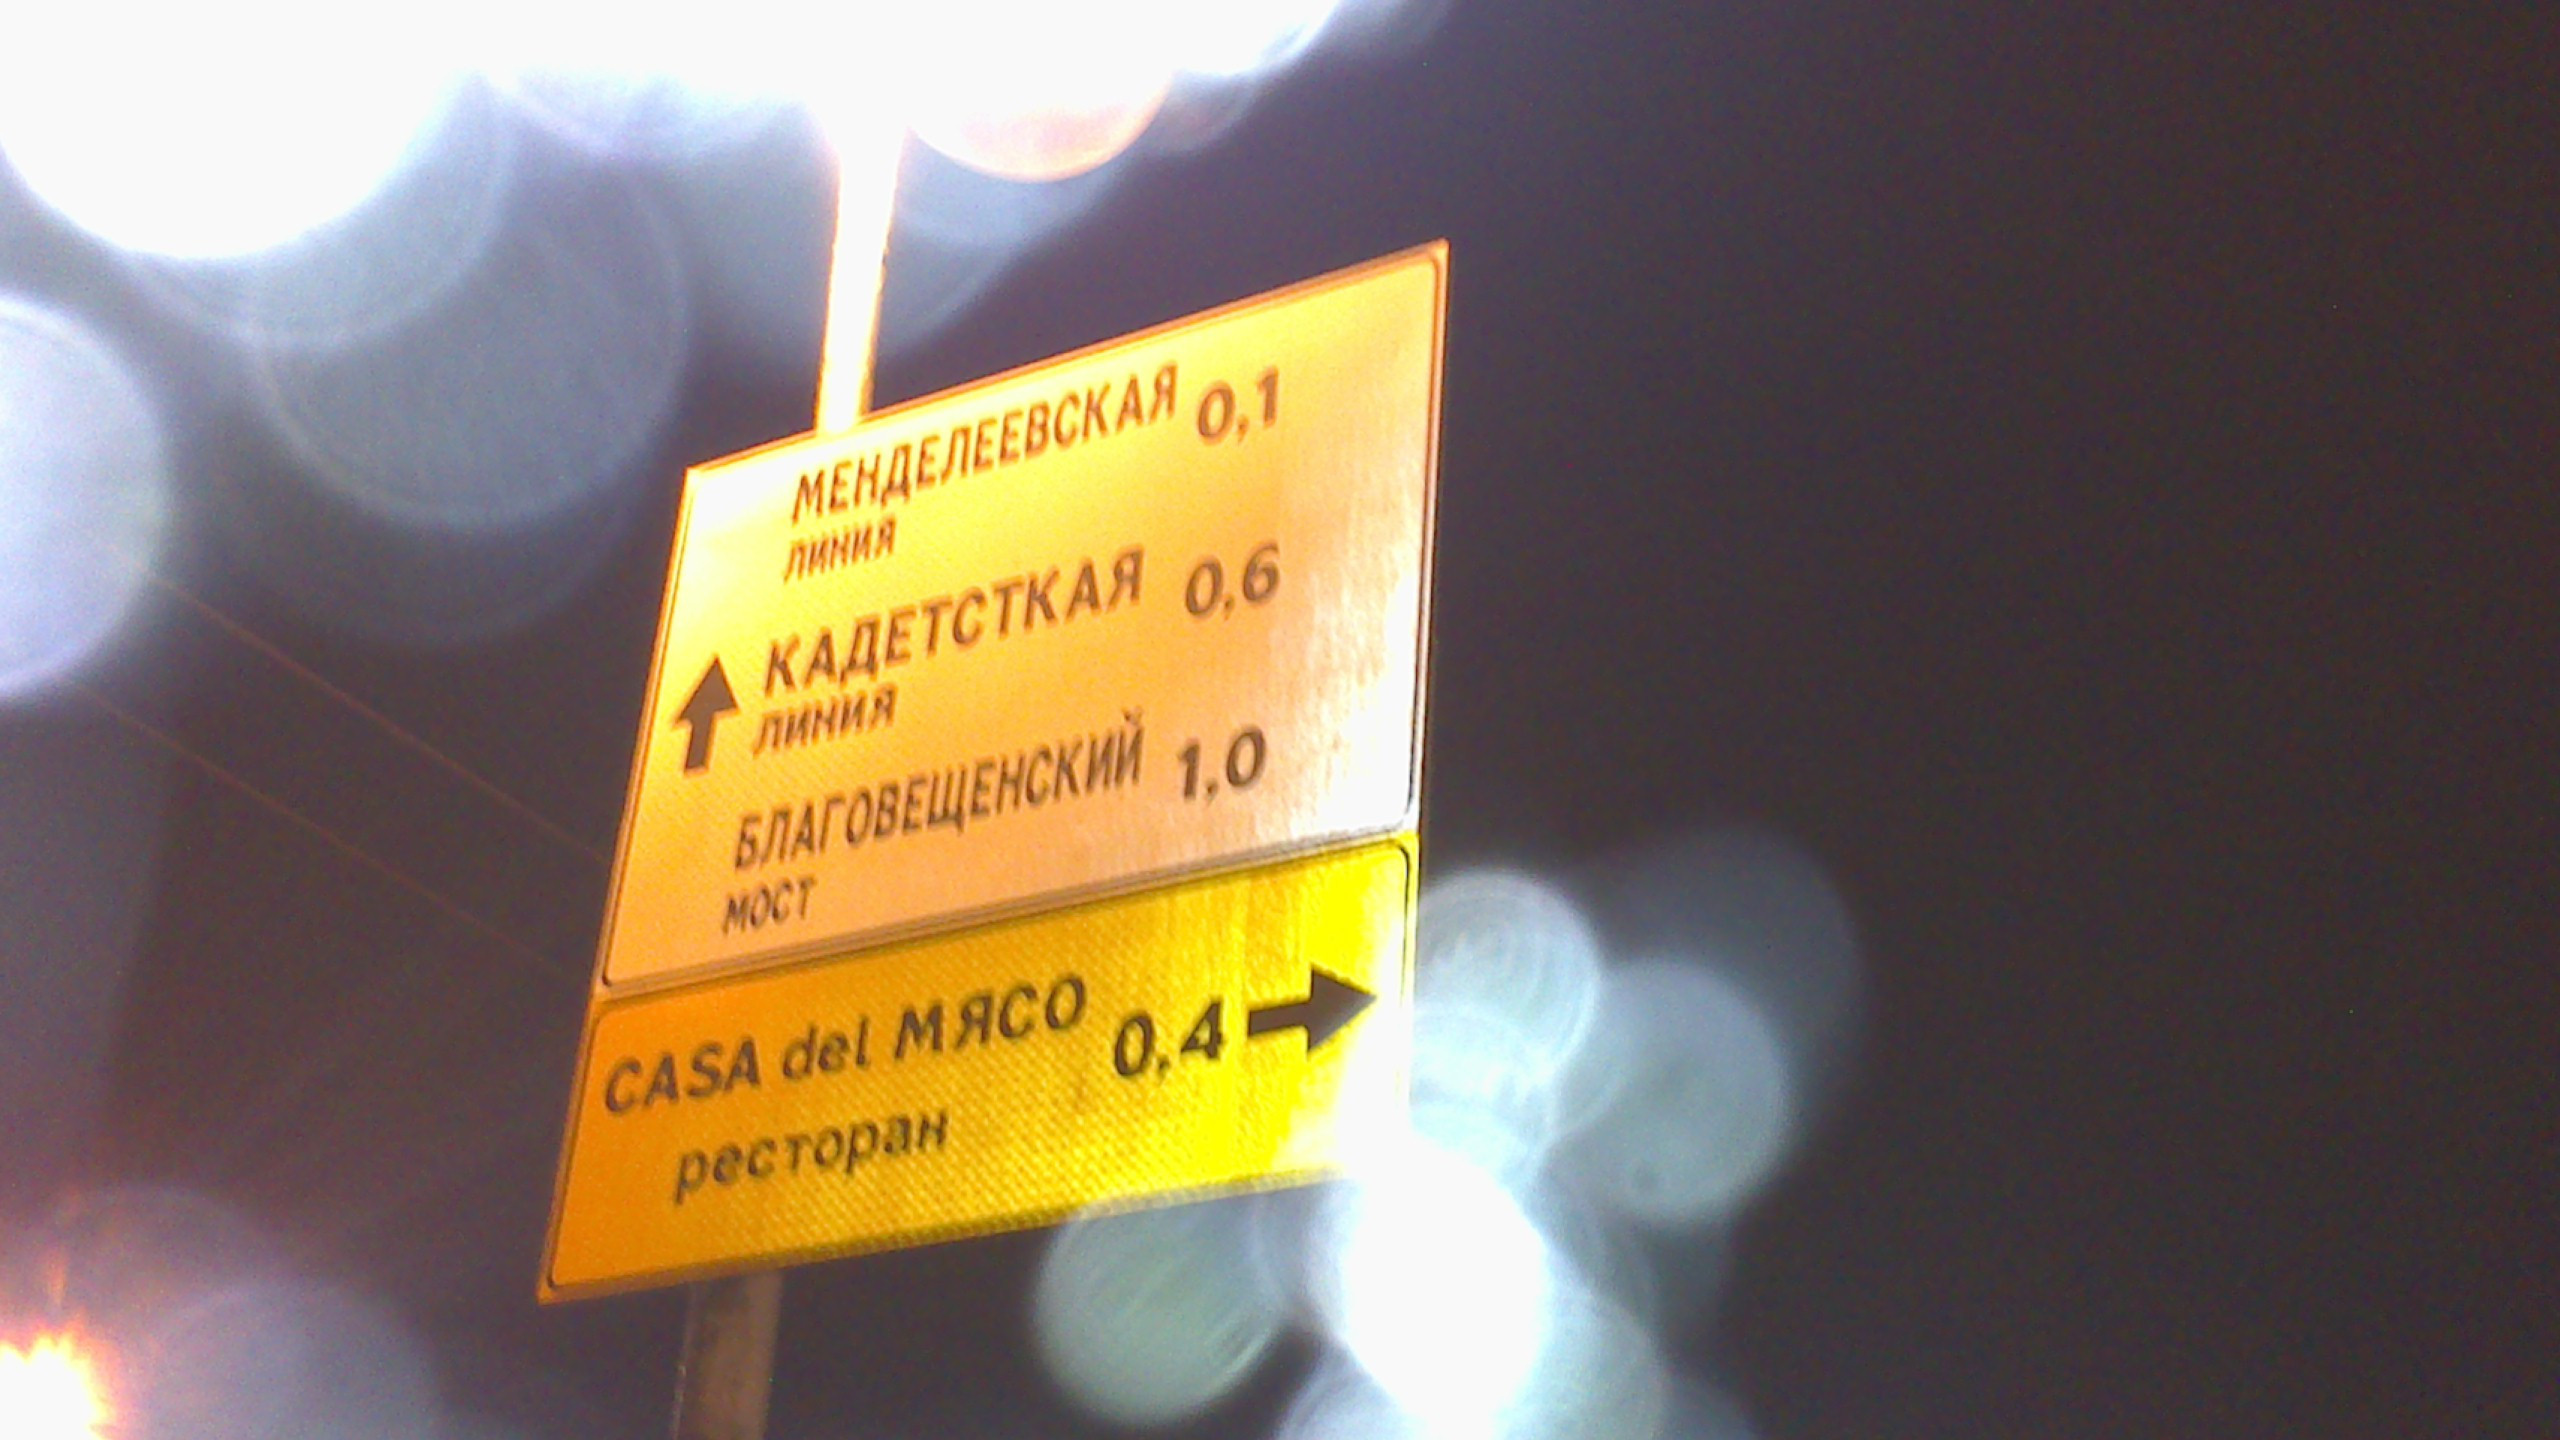 МЕНДЕЛЕЕВСКАЯ 0,1
ЛИНИЯ
КАДЕТСТКАЯ 0,6
ЛИНИЯ
БЛАГОВЕЩЕНСКИЙ 1,0
МОСТ
CASA del МЯСО 0,4
ресторан